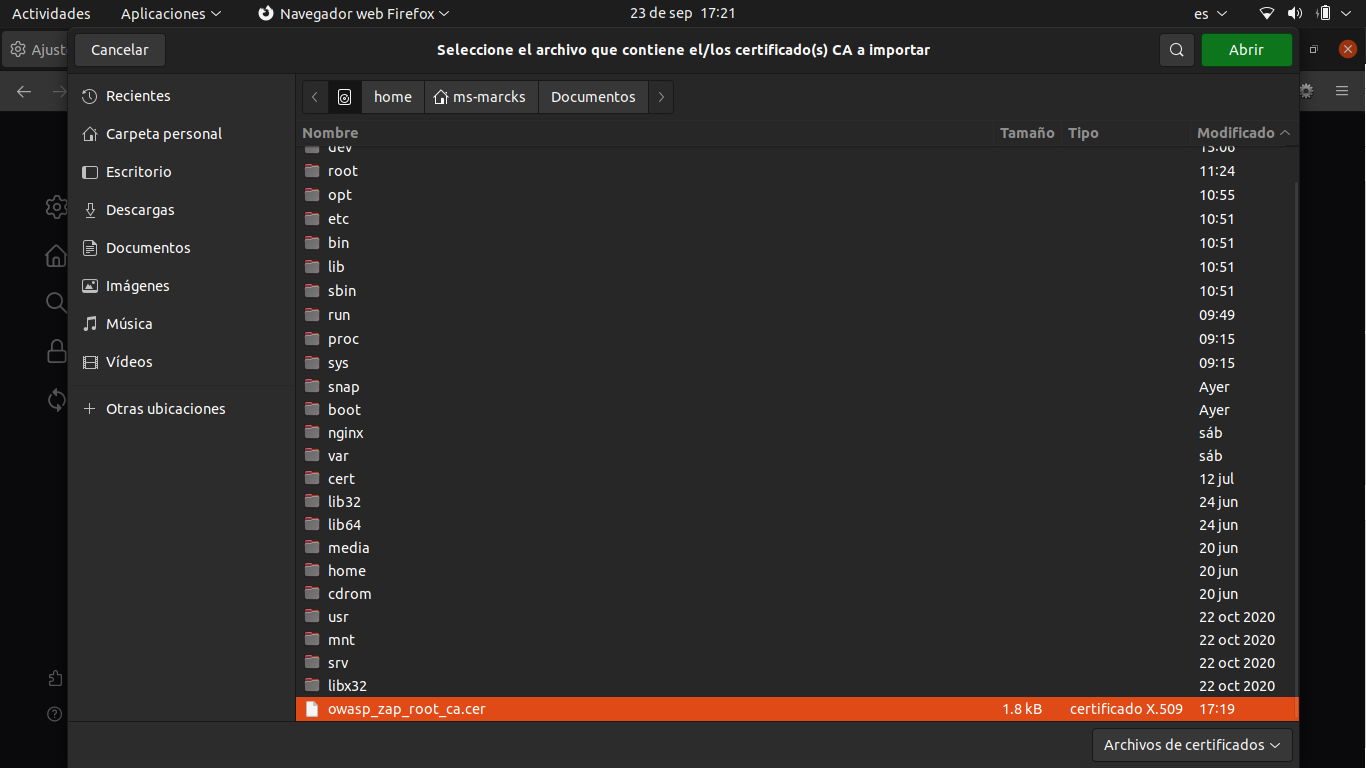 Actividades Aplicaciones Navegador web Firefox 23 de sep 17:21 es
Ajust
Cancelar Seleccione el archivo que contiene el/los certificado(s) CA a importar Abrir
Recientes
Carpeta personal
Escritorio
Descargas
Documentos
Imágenes
Música
Vídeos
Otras ubicaciones
home ms-marcks Documentos
Nombre Tamaño Tipo Modificado
dev 15:06
root 11:24
opt 10:55
etc 10:51
bin 10:51
lib 10:51
sbin 10:51
run 09:49
proc 09:15
sys 09:15
snap Ayer
boot Ayer
nginx sáb
var sáb
cert 12 jul
lib32 24 jun
lib64 24 jun
media 20 jun
home 20 jun
cdrom 20 jun
usr 22 oct 2020
mnt 22 oct 2020
srv 22 oct 2020
libx32 22 oct 2020
owasp_zap_root_ca.cer 1.8 kB certificado X.509 17:19
Archivos de certificados